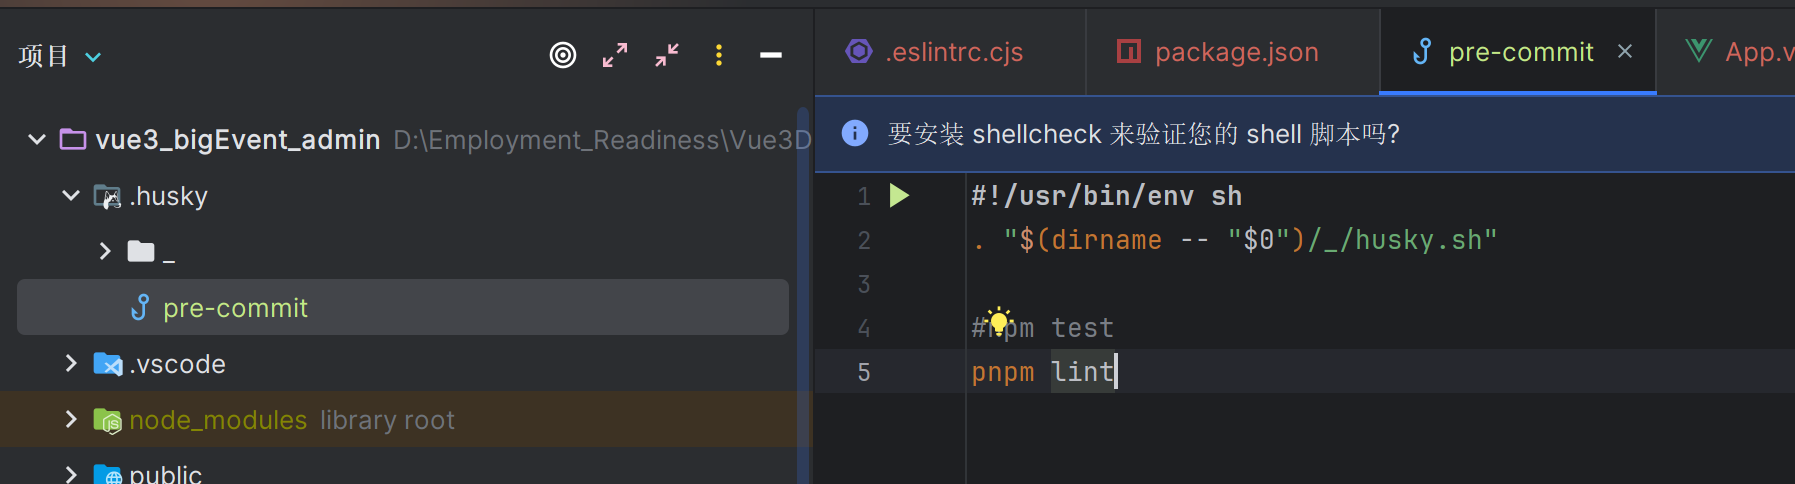 项目
vue3_bigEvent_admin D:\Employment_Readiness\Vue3D
.husky
_
pre-commit
.vscode
node_modules library root
public
.eslintrc.cjs package.json pre-commit App.v
要安装 shellcheck 来验证您的 shell 脚本吗?
1 #!/usr/bin/env sh
2 . "$(dirname -- "$0")/_/husky.sh"
3
4 #npm test
5 pnpm lint